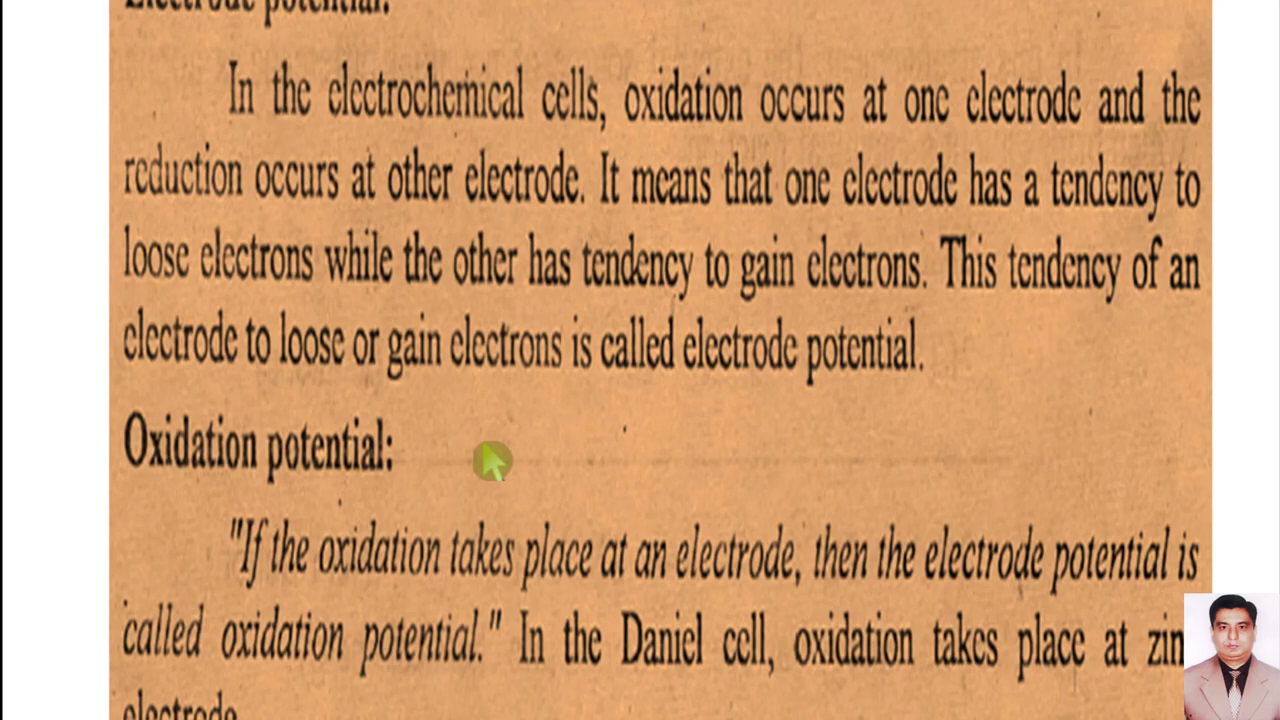 Electrode potential:
In the electrochemical cells, oxidation occurs at one electrode and the
reduction occurs at other electrode. It means that one electrode has a tendency to
loose electrons while the other has tendency to gain electrons. This tendency of an
electrode to loose or gain electrons is called electrode potential.
Oxidation potential:
"If the oxidation takes place at an electrode, then the electrode potential is
called oxidation potential." In the Daniel cell, oxidation takes place at zin
electrode